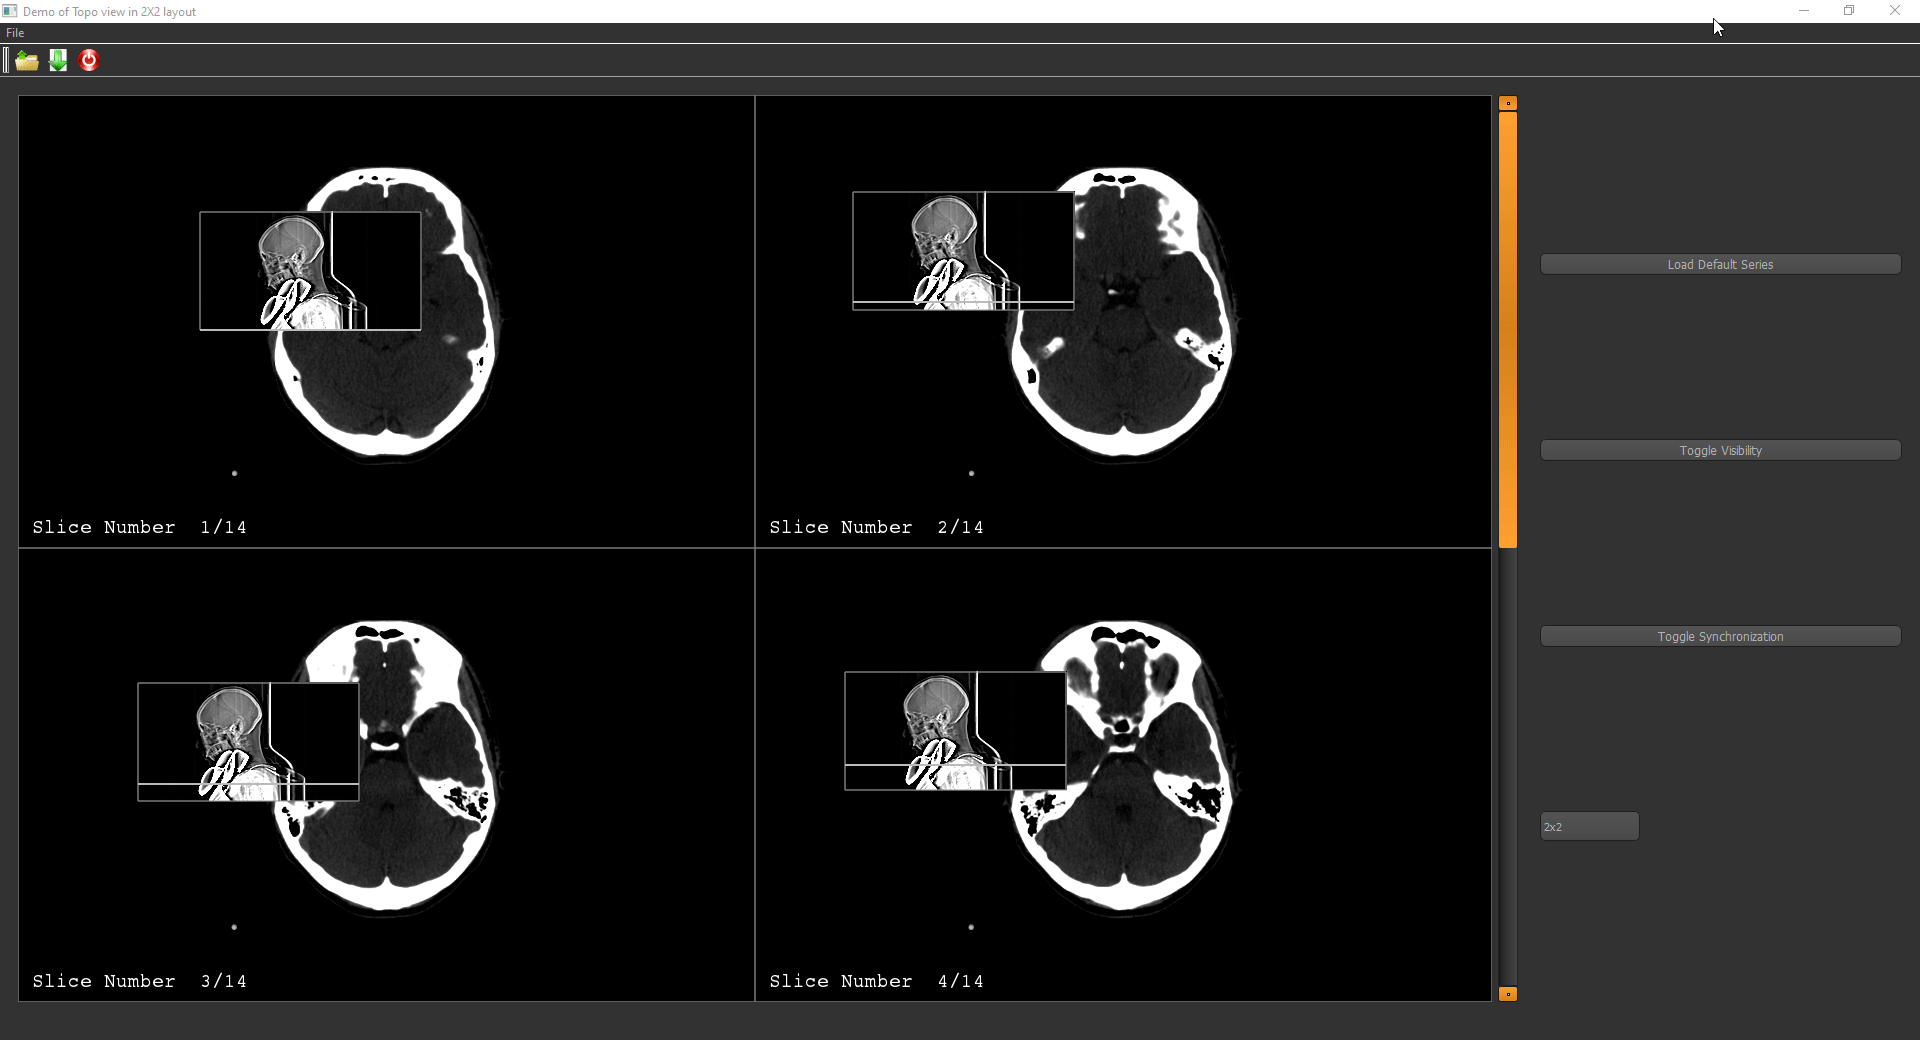 Demo of Topo view in 2X2 layout
File
Load Default Series
Toggle Visibility
Slice Number 1/14
Slice Number 2/14
Toggle Synchronization
2x2
Slice Number 3/14
Slice Number 4/14